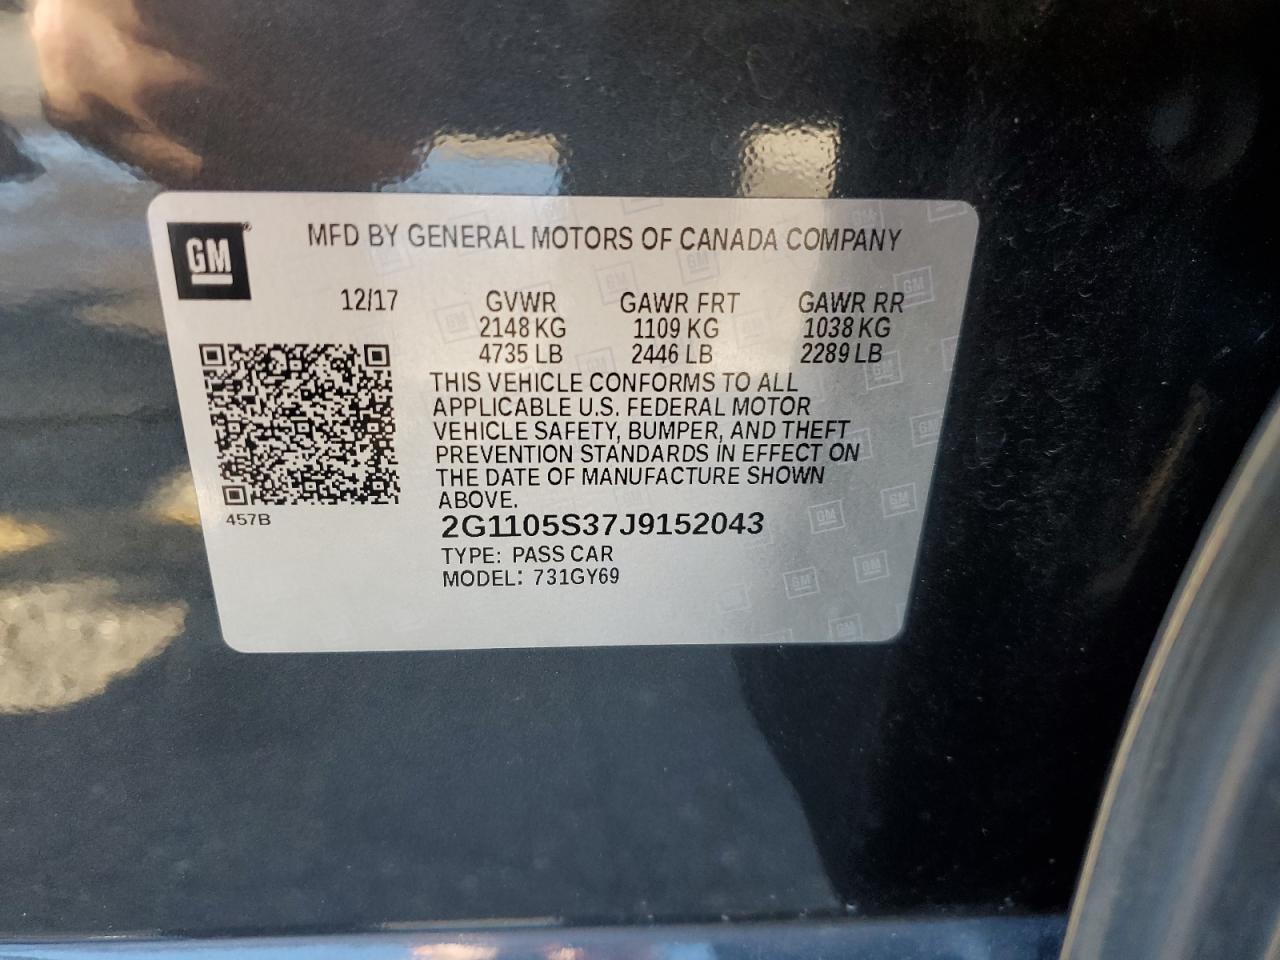 GM
MFD BY GENERAL MOTORS OF CANADA COMPANY
12/17 GVWR GAWR FRT GAWR RR
2148 KG 1109 KG 1038 KG
4735 LB 2446 LB 2289 LB
THIS VEHICLE CONFORMS TO ALL
APPLICABLE U.S. FEDERAL MOTOR
VEHICLE SAFETY, BUMPER, AND THEFT
PREVENTION STANDARDS IN EFFECT ON
THE DATE OF MANUFACTURE SHOWN
ABOVE.
457B
2G1105S37J9152043
TYPE: PASS CAR
MODEL: 731GY69